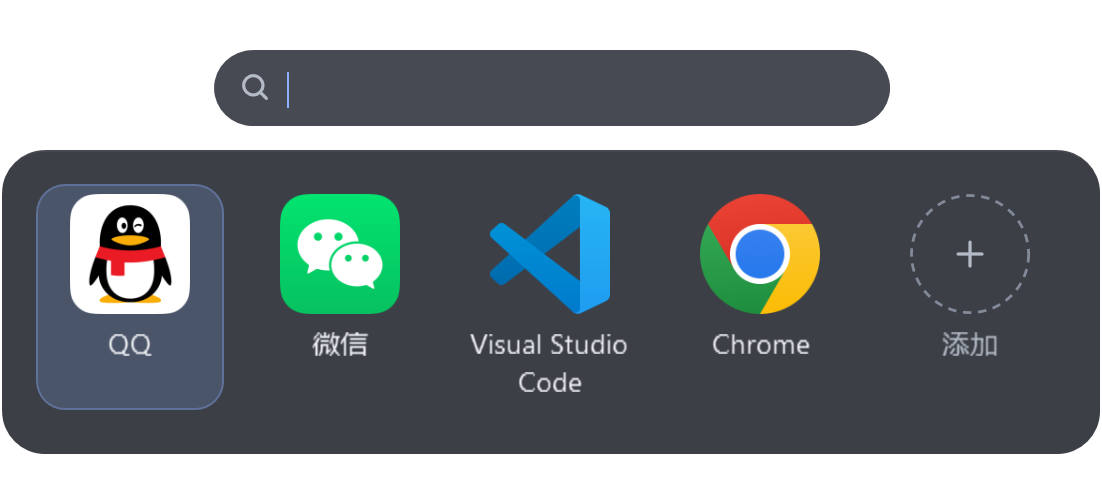 QQ
微信
Visual Studio
Code
Chrome
添加